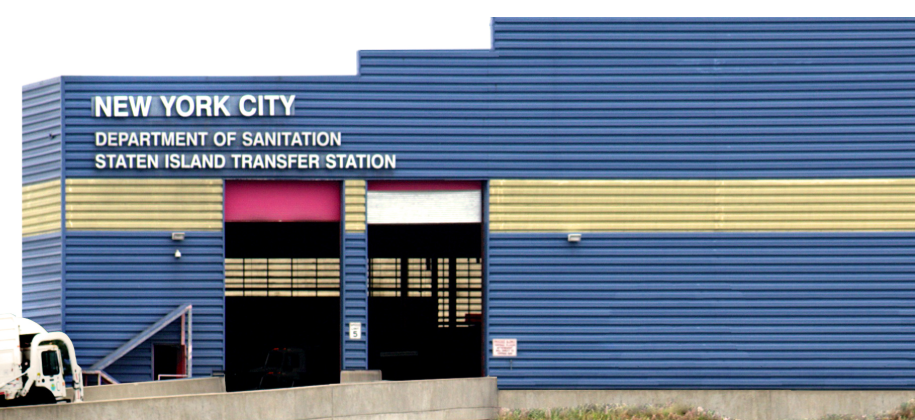 NEW YORK CITY
DEPARTMENT OF SANITATION
STATEN ISLAND TRANSFER STATION
5